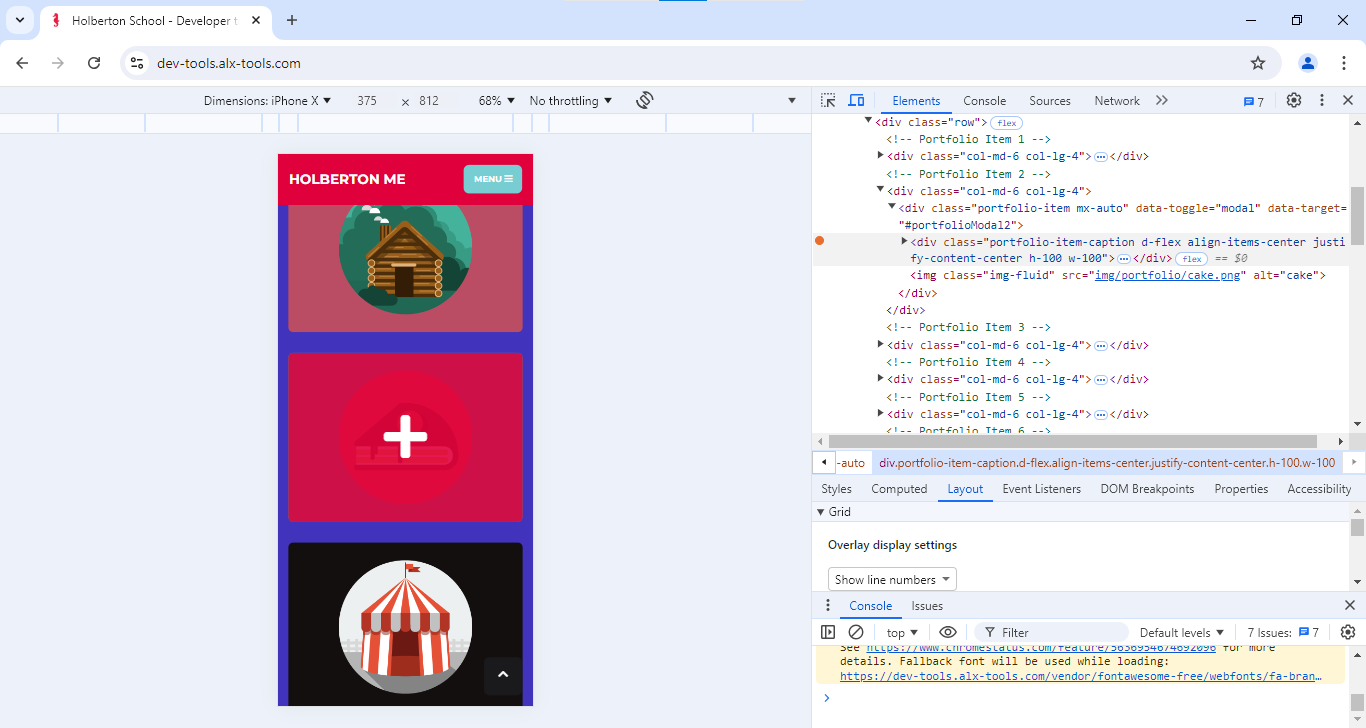 Holberton School - Developer t
dev-tools.alx-tools.com
Dimensions: iPhone X 375 × 812 68% No throttling
HOLBERTON ME
MENU
Elements Console Sources Network 7
<div class="row"> flex
<!-- Portfolio Item 1 -->
<div class="col-md-6 col-lg-4"> … </div>
<!-- Portfolio Item 2 -->
<div class="col-md-6 col-lg-4">
<div class="portfolio-item mx-auto" data-toggle="modal" data-target=
"#portfolioModal2">
<div class="portfolio-item-caption d-flex align-items-center justi
fy-content-center h-100 w-100"> … </div> flex == $0
<img class="img-fluid" src="img/portfolio/cake.png" alt="cake">
</div>
</div>
<!-- Portfolio Item 3 -->
<div class="col-md-6 col-lg-4"> … </div>
<!-- Portfolio Item 4 -->
<div class="col-md-6 col-lg-4"> … </div>
<!-- Portfolio Item 5 -->
<div class="col-md-6 col-lg-4"> … </div>
<!-- Portfolio Item 6 -->
-auto div.portfolio-item-caption.d-flex.align-items-center.justify-content-center.h-100.w-100
Styles Computed Layout Event Listeners DOM Breakpoints Properties Accessibility
Grid
Overlay display settings
Show line numbers
Console Issues
top Filter Default levels 7 Issues: 7
See https://www.chromestatus.com/feature/5636954674692096 for more
details. Fallback font will be used while loading:
https://dev-tools.alx-tools.com/vendor/fontawesome-free/webfonts/fa-bran…